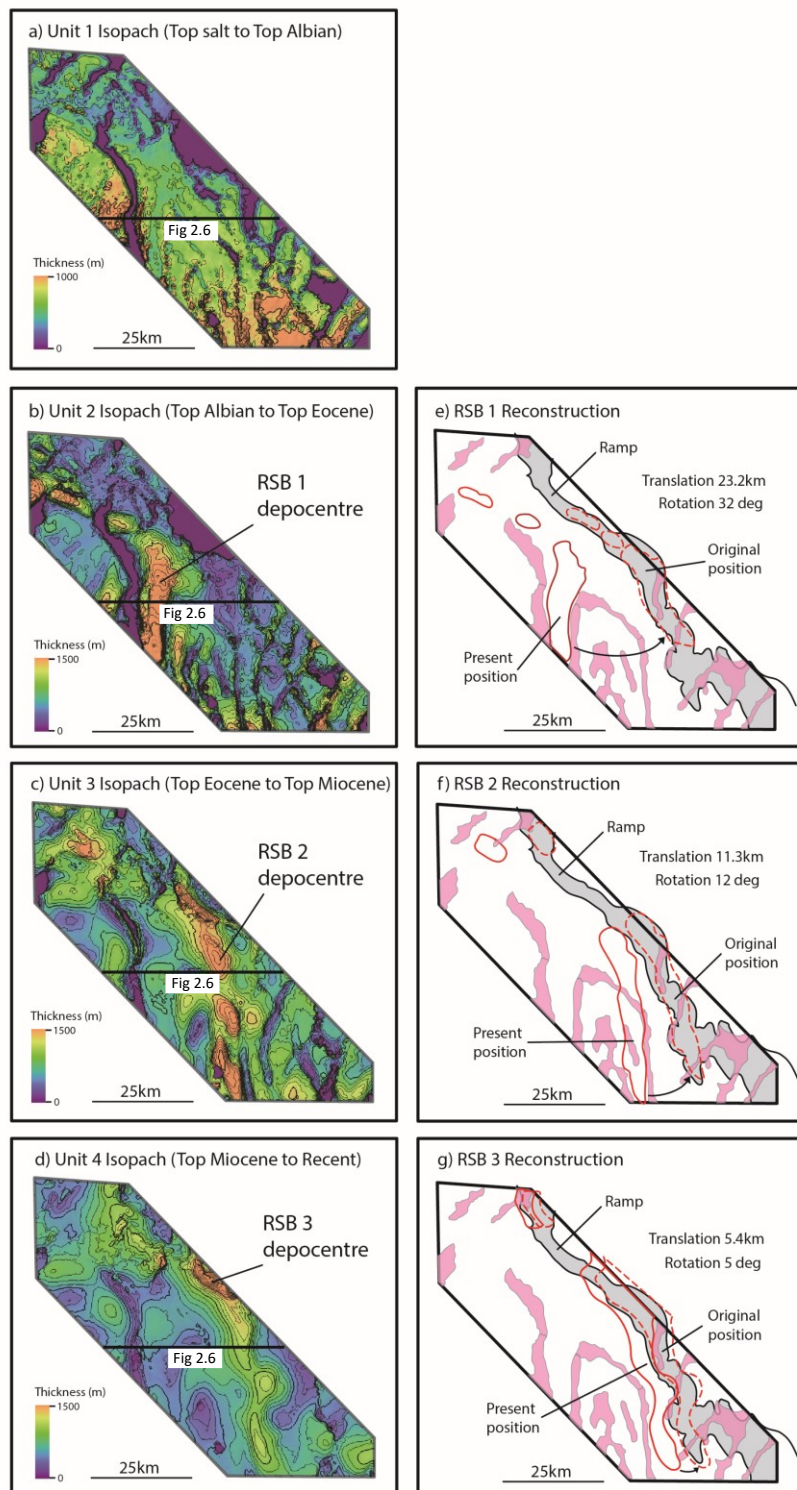 a) Unit 1 Isopach (Top salt to Top Albian)
Fig 2.6
Thickness (m)
1000
0
25km
b) Unit 2 Isopach (Top Albian to Top Eocene)
RSB 1
depocentre
Fig 2.6
Thickness (m)
1500
0
25km
e) RSB 1 Reconstruction
Ramp
Translation 23.2km
Rotation 32 deg
Original
position
Present
position
25km
c) Unit 3 Isopach (Top Eocene to Top Miocene)
RSB 2
depocentre
Fig 2.6
Thickness (m)
1500
0
25km
f) RSB 2 Reconstruction
Ramp
Translation 11.3km
Rotation 12 deg
Original
position
Present
position
25km
d) Unit 4 Isopach (Top Miocene to Recent)
RSB 3
depocentre
Fig 2.6
Thickness (m)
1500
0
25km
g) RSB 3 Reconstruction
Ramp
Translation 5.4km
Rotation 5 deg
Original
position
Present
position
25km